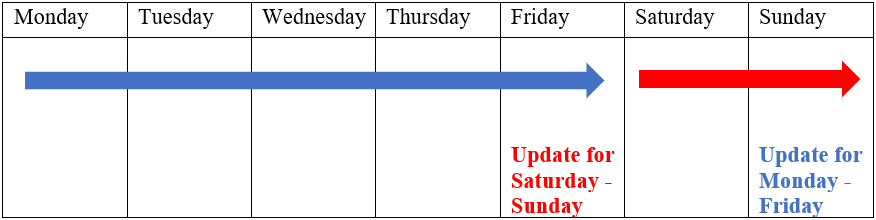 Monday Tuesday Wednesday Thursday Friday Saturday Sunday
Update for
Saturday -
Sunday
Update for
Monday -
Friday